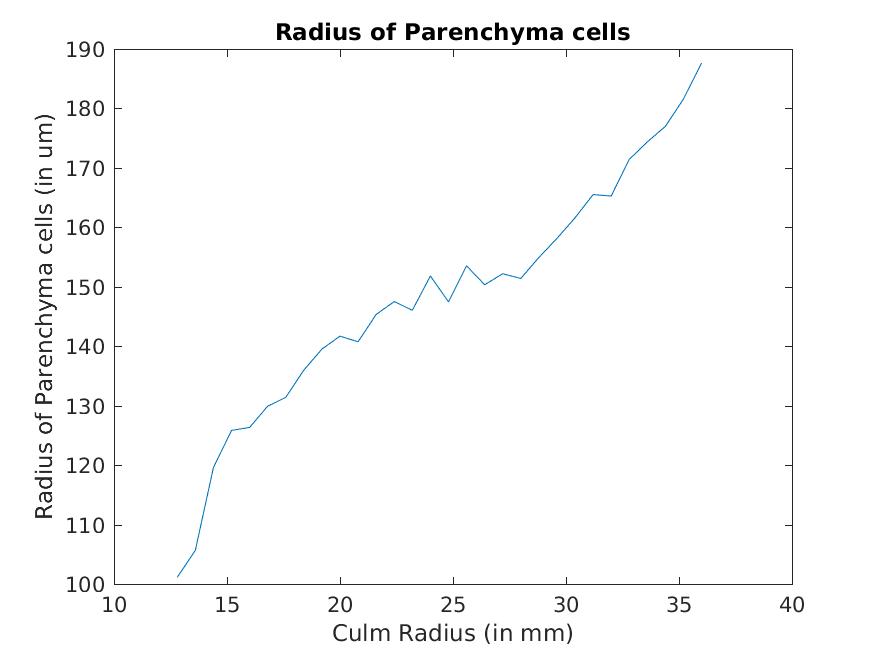 Radius of Parenchyma cells
190
180
170
160
150
140
130
120
110
100
Radius of Parenchyma cells (in um)
10 15 20 25 30 35 40
Culm Radius (in mm)